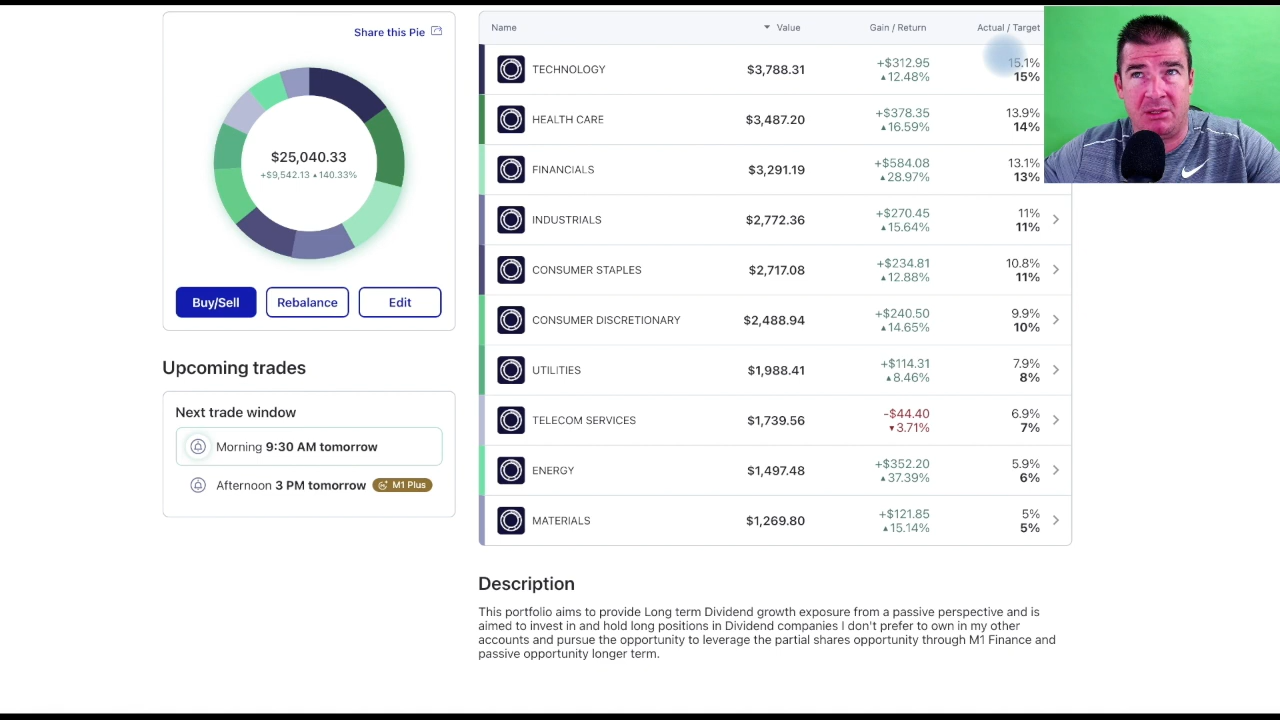 Share this Pie
$25,040.33
+$9,542.13 ▲ 140.33%
Buy/Sell
Rebalance
Edit
Upcoming trades
Next trade window
Morning 9:30 AM tomorrow
Afternoon 3 PM tomorrow M1 Plus
Name Value Gain / Return Actual / Target
TECHNOLOGY $3,788.31 +$312.95 15.1%
▲12.48% 15%
HEALTH CARE $3,487.20 +$378.35 13.9%
▲16.59% 14%
FINANCIALS $3,291.19 +$584.08 13.1%
▲28.97% 13%
INDUSTRIALS $2,772.36 +$270.45 11%
▲15.64% 11%
CONSUMER STAPLES $2,717.08 +$234.81 10.8%
▲12.88% 11%
CONSUMER DISCRETIONARY $2,488.94 +$240.50 9.9%
▲14.65% 10%
UTILITIES $1,988.41 +$114.31 7.9%
▲8.46% 8%
TELECOM SERVICES $1,739.56 -$44.40 6.9%
▼3.71% 7%
ENERGY $1,497.48 +$352.20 5.9%
▲37.39% 6%
MATERIALS $1,269.80 +$121.85 5%
▲15.14% 5%
Description
This portfolio aims to provide Long term Dividend growth exposure from a passive perspective and is
aimed to invest in and hold long positions in Dividend companies I don't prefer to own in my other
accounts and pursue the opportunity to leverage the partial shares opportunity through M1 Finance and
passive opportunity longer term.